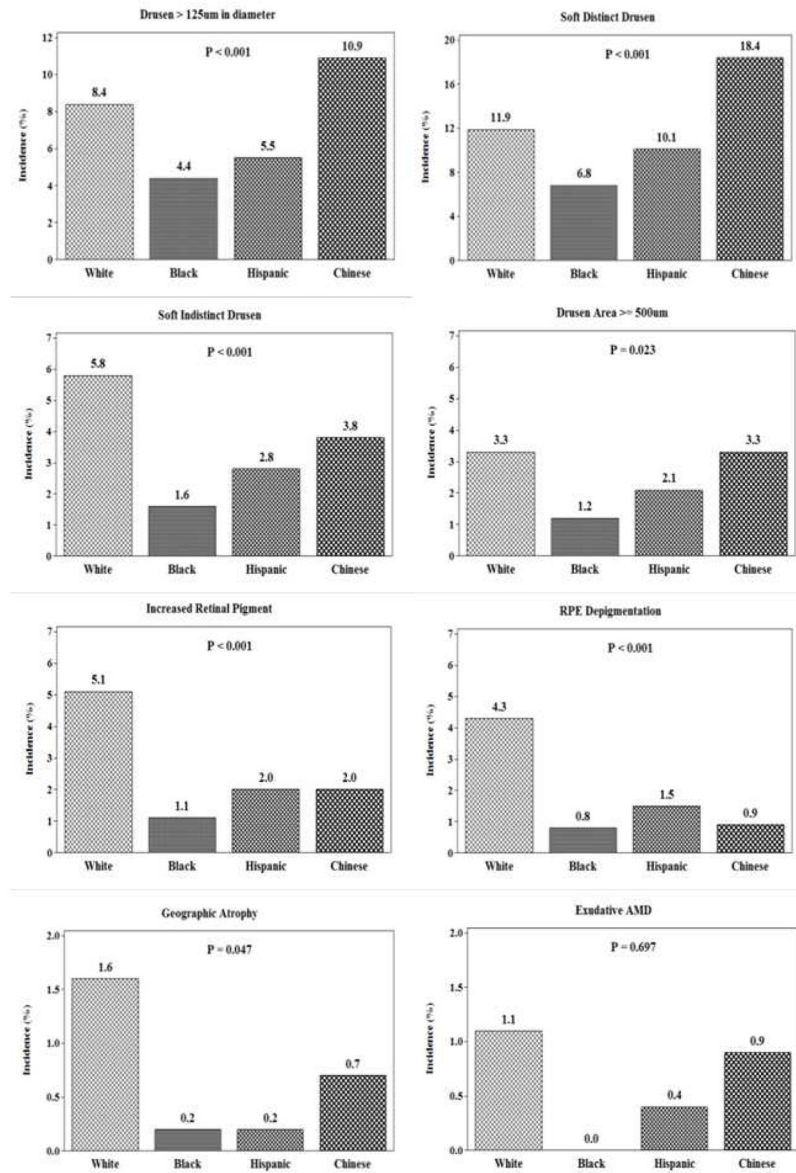 Drusen > 125um in diameter
P < 0.001
Incidence (%)
12
10
8
6
4
2
0
8.4
4.4
5.5
10.9
White Black Hispanic Chinese
Soft Distinct Drusen
P < 0.001
Incidence (%)
20
16
12
8
4
0
11.9
6.8
10.1
18.4
White Black Hispanic Chinese
Soft Indistinct Drusen
P < 0.001
Incidence (%)
7
6
5
4
3
2
1
0
5.8
1.6
2.8
3.8
White Black Hispanic Chinese
Drusen Area >= 500um
P = 0.023
Incidence (%)
7
6
5
4
3
2
1
0
3.3
1.2
2.1
3.3
White Black Hispanic Chinese
Increased Retinal Pigment
P < 0.001
Incidence (%)
7
6
5
4
3
2
1
0
5.1
1.1
2.0
2.0
White Black Hispanic Chinese
RPE Depigmentation
P < 0.001
Incidence (%)
7
6
5
4
3
2
1
0
4.3
0.8
1.5
0.9
White Black Hispanic Chinese
Geographic Atrophy
P = 0.047
Incidence (%)
2.0
1.5
1.0
0.5
0.0
1.6
0.2
0.2
0.7
White Black Hispanic Chinese
Exudative AMD
P = 0.697
Incidence (%)
2.0
1.5
1.0
0.5
0.0
1.1
0.0
0.4
0.9
White Black Hispanic Chinese